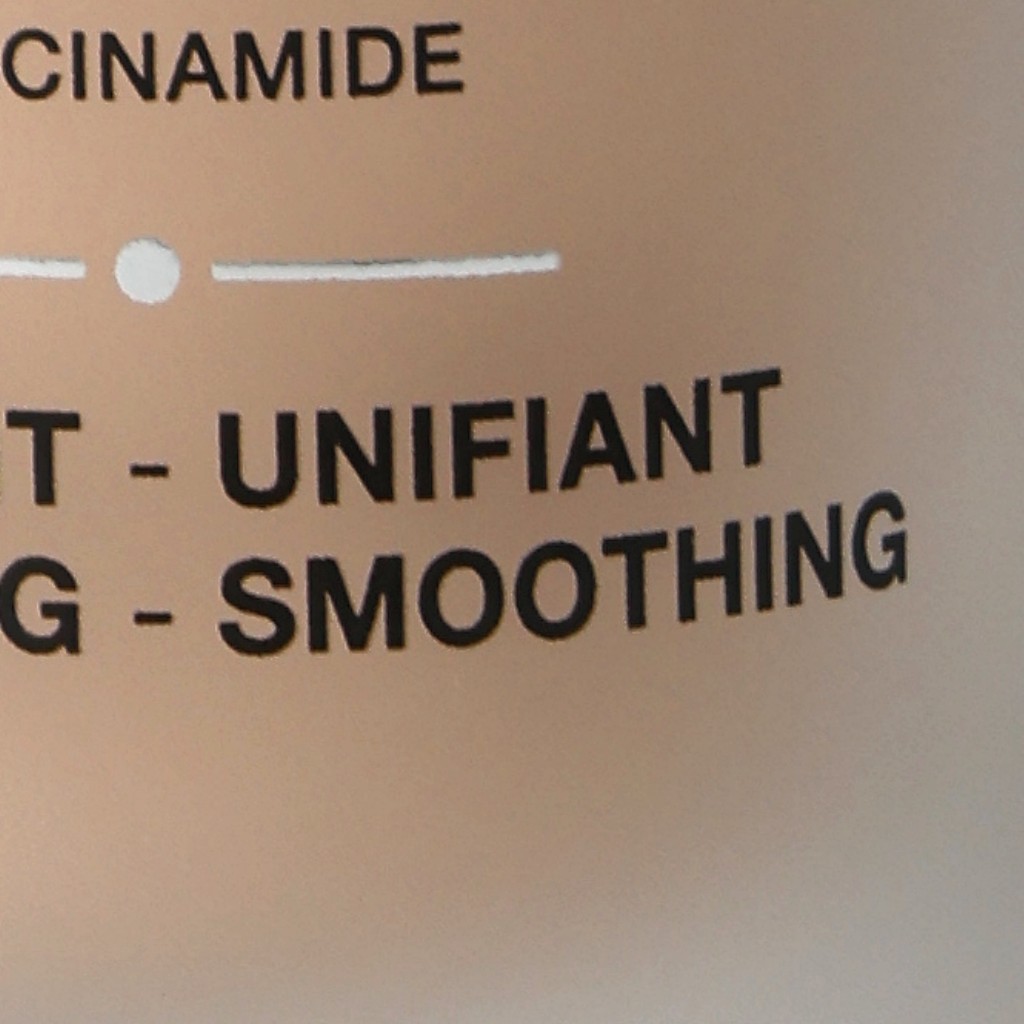 CINAMIDE
T - UNIFIANT
G - SMOOTHING